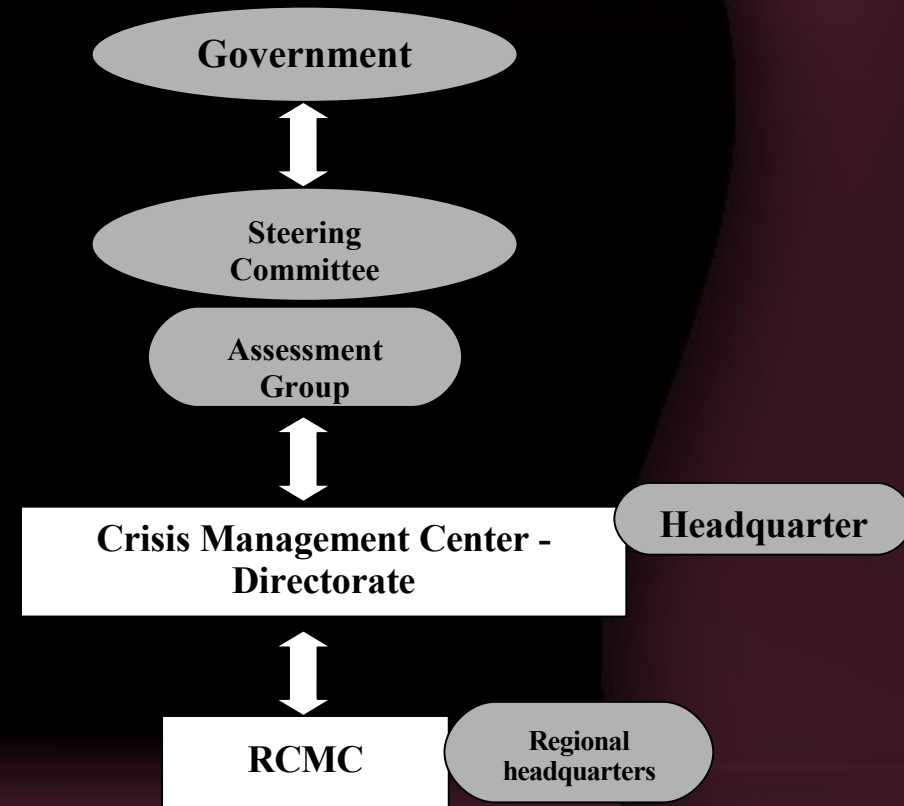 Government
Steering
Committee
Assessment
Group
Crisis Management Center -
Directorate
Headquarter
RCMC
Regional
headquarters